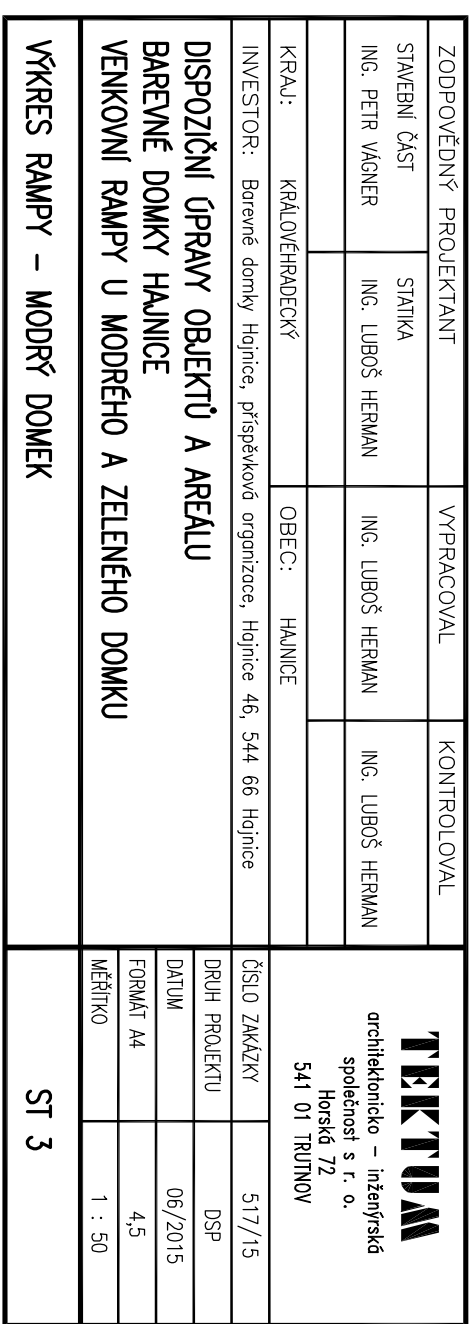 ZODPOVĚDNÝ PROJEKTANT
VYPRACOVAL
KONTROLOVAL
STAVEBNÍ ČÁST
STATIKA
ING. PETR VÁGNER
ING. LUBOŠ HERMAN
ING. LUBOŠ HERMAN
ING. LUBOŠ HERMAN
TEKTUM
architektonicko – inženýrská
společnost s r. o.
Horská 72
541 01 TRUTNOV
KRAJ: KRÁLOVÉHRADECKÝ
OBEC: HAJNICE
INVESTOR: Barevné domky Hajnice, příspěvková organizace, Hajnice 46, 544 66 Hajnice
DISPOZIČNÍ ÚPRAVY OBJEKTŮ A AREÁLU
BAREVNÉ DOMKY HAJNICE
VENKOVNÍ RAMPY U MODRÉHO A ZELENÉHO DOMKU
ČÍSLO ZAKÁZKY 517/15
DRUH PROJEKTU DSP
DATUM 06/2015
FORMÁT A4 4,5
MĚŘÍTKO 1 : 50
VÝKRES RAMPY – MODRÝ DOMEK
ST 3